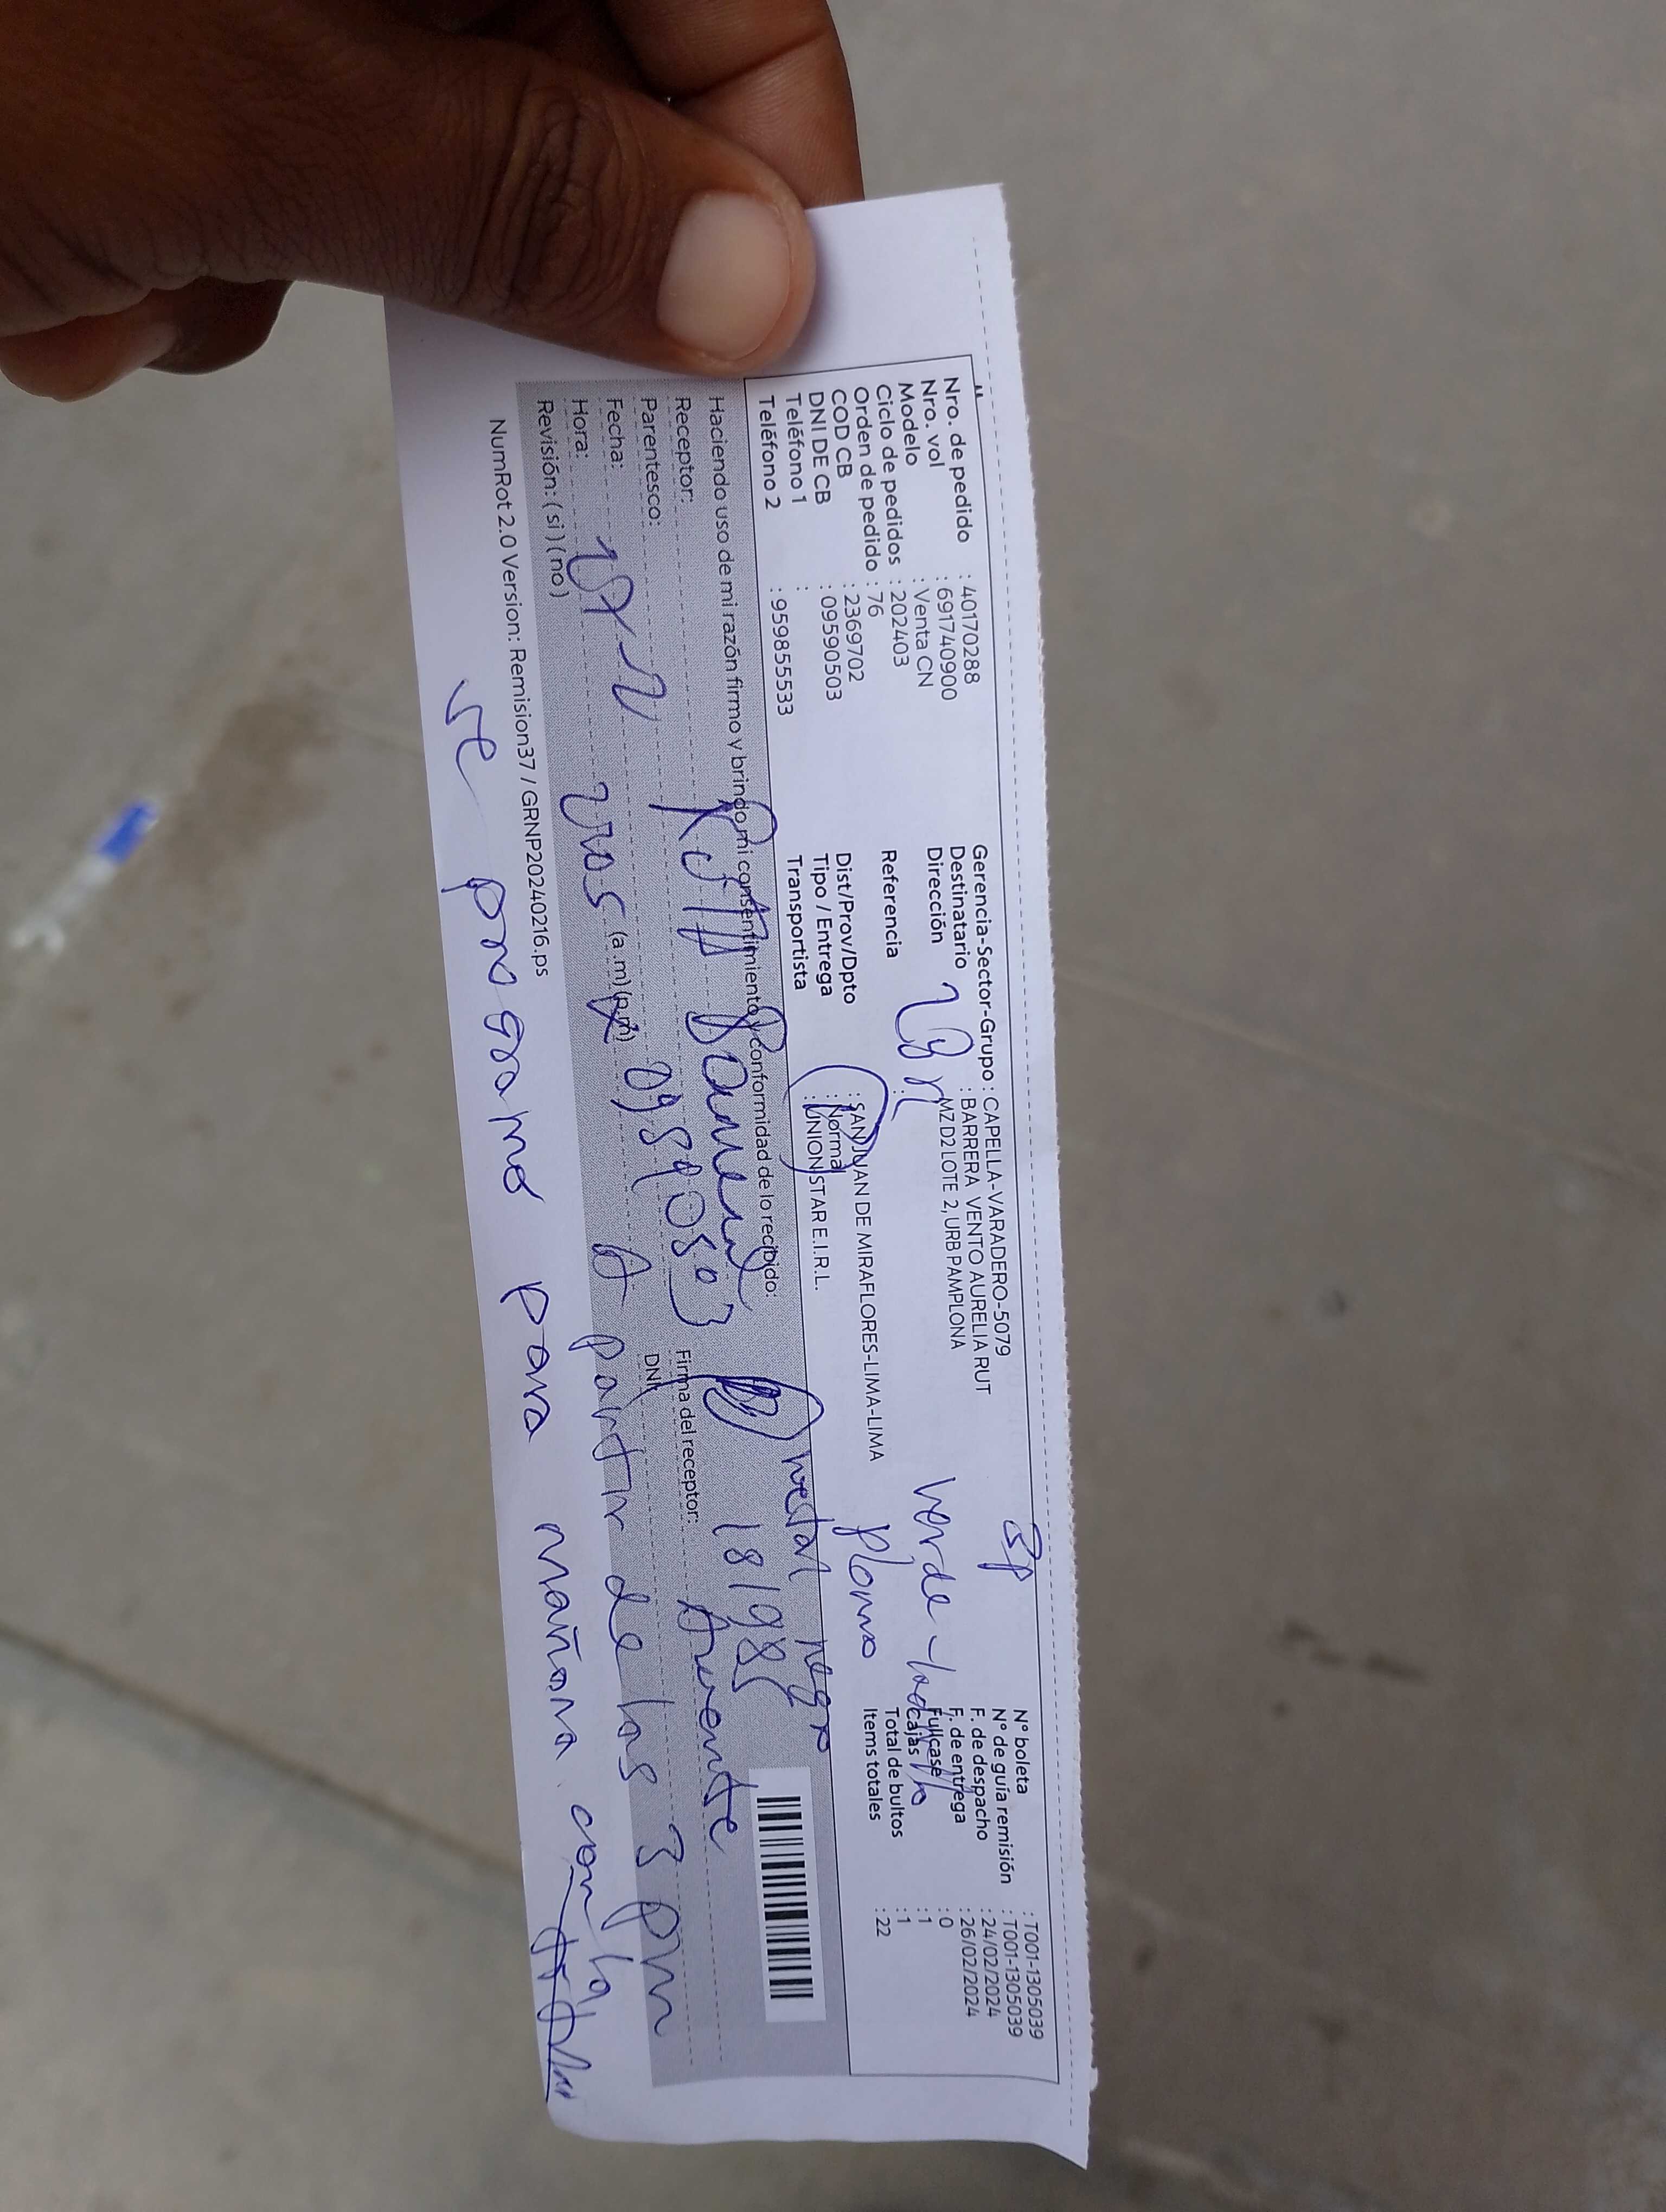 Nro. de pedido : 40170288
Nro. vol : 691740900
Modelo : Venta CN
Ciclo de pedidos : 202403
Orden de pedido : 76
COD CB : 2369702
DNI DE CB : 09590503
Teléfono 1 :
Teléfono 2 : 959855533
Gerencia-Sector-Grupo : CAPELLA-VARADERO-5079
Destinatario : BARRERA VENTO AURELIA RUT
Dirección MZ D2 LOTE 2, URB PAMPLONA
Referencia :
Dist/Prov/Dpto : SAN JUAN DE MIRAFLORES-LIMA-LIMA
Tipo / Entrega : Normal
Transportista : UNION STAR E.I.R.L.
3P
verde - ladrillo
plomo
N° boleta : T001-1305039
N° de guía remisión : T001-1305039
F. de despacho : 24/02/2024
F. de entrega : 26/02/2024
Fullcase : 0
cajas : 1
Total de bultos : 1
Items totales : 22
metal negro
Haciendo uso de mi razón firmo y brindo mi consentimiento y conformidad de lo recibido:
181985
Receptor:
Firma del receptor:
Parentesco:
09590503
DNI:
Fecha:
Hora:
(a.m) (p.m)
A partir de las 3 pm
Revisión: ( si ) ( no )
NumRot 2.0 Version: Remision37 / GRNP20240216.ps
se programo para mañana con la